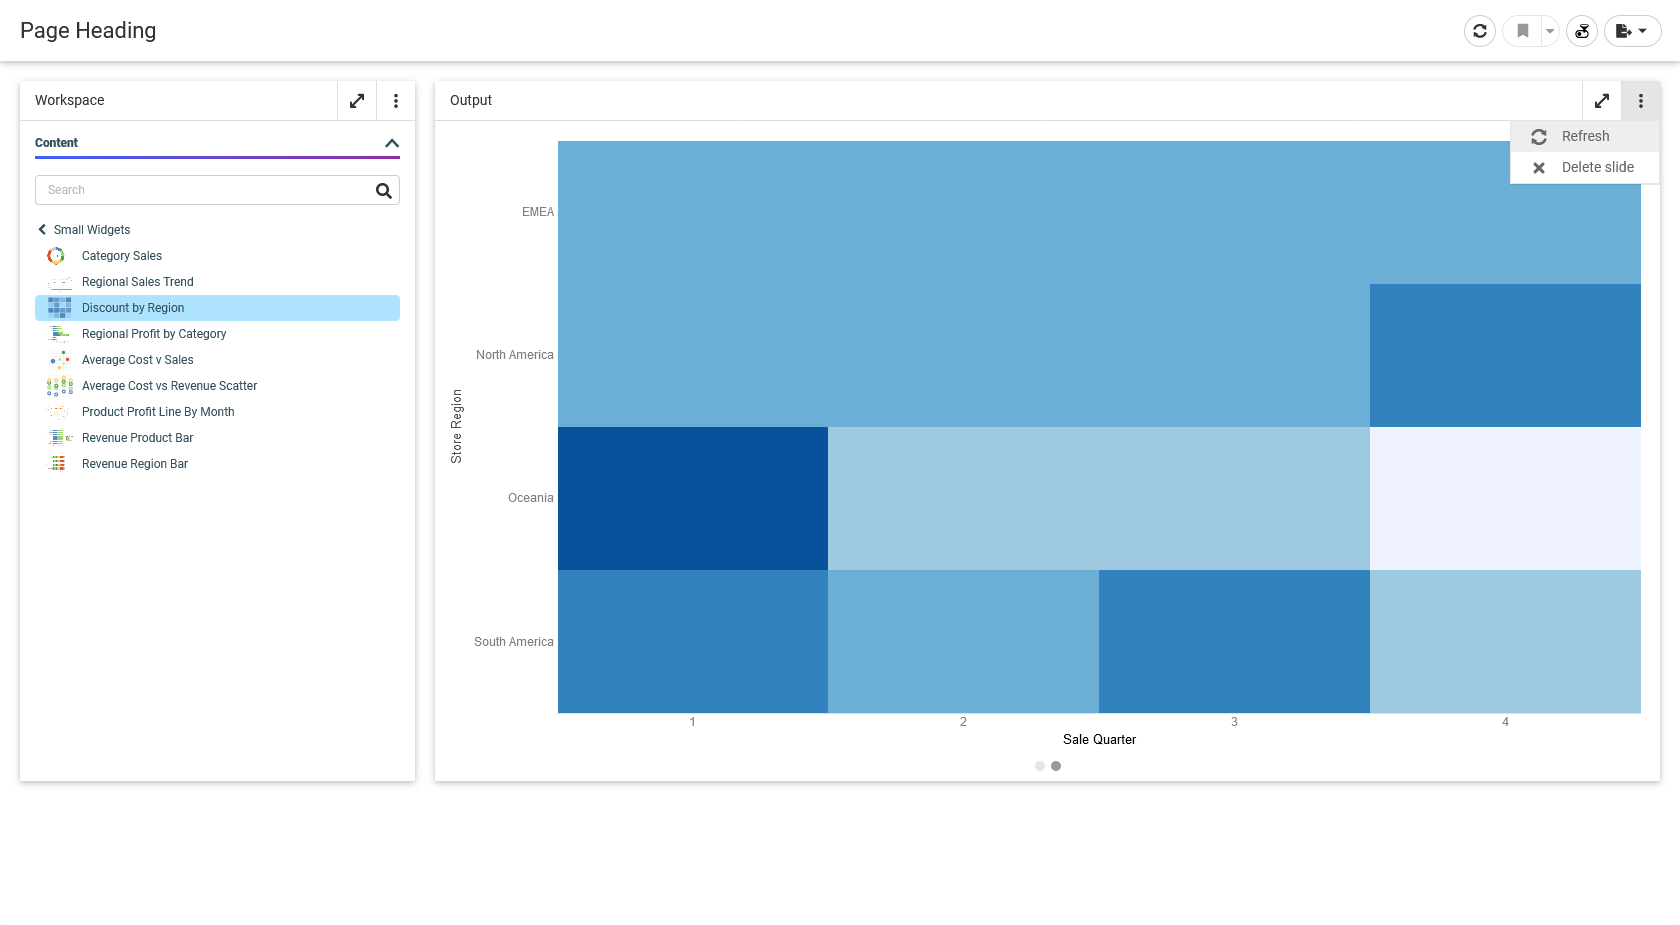 Page Heading
Workspace
Content
Search
Small Widgets
Category Sales
Regional Sales Trend
Discount by Region
Regional Profit by Category
Average Cost v Sales
Average Cost vs Revenue Scatter
Product Profit Line By Month
Revenue Product Bar
Revenue Region Bar
Output
Refresh
Delete slide
Store Region
EMEA
North America
Oceania
South America
1 2 3 4
Sale Quarter